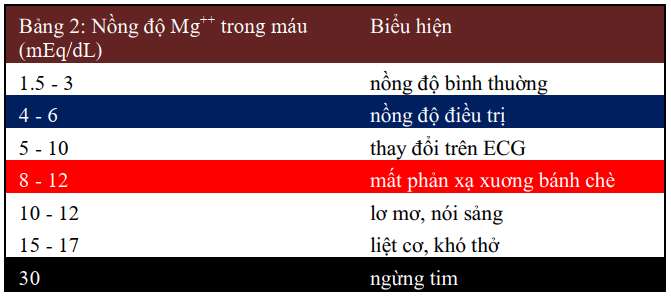 Bảng 2: Nồng độ Mg++ trong máu (mEq/dL) Biểu hiện
1.5 - 3 nồng độ bình thuờng
4 - 6 nồng độ điều trị
5 - 10 thay đổi trên ECG
8 - 12 mất phản xạ xuơng bánh chè
10 - 12 lơ mơ, nói sảng
15 - 17 liệt cơ, khó thở
30 ngừng tim